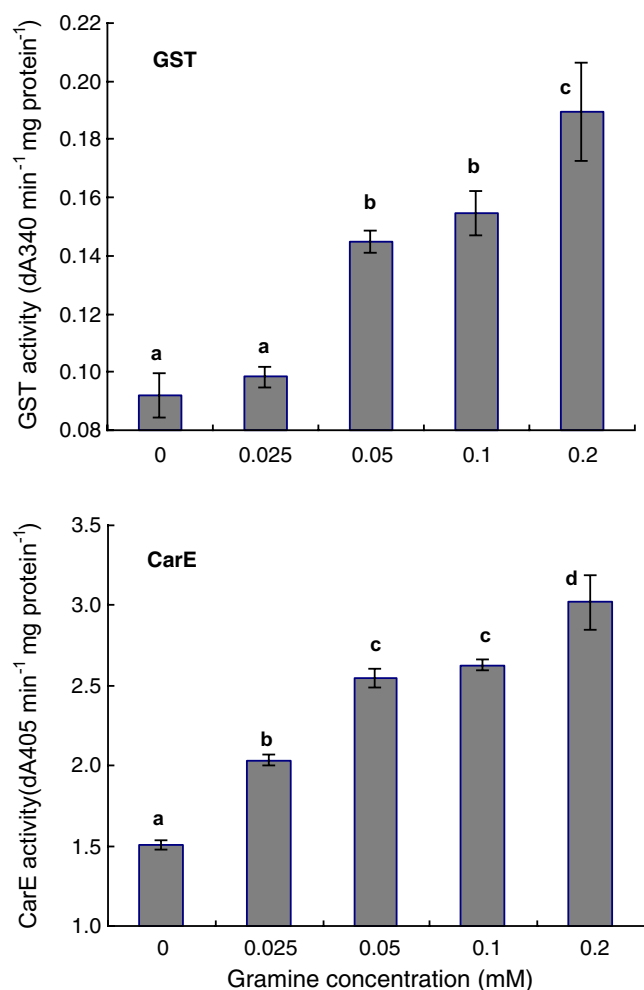 0.22
GST
0.20
c
0.18
b
b
0.16
0.14
0.12
a
a
0.10
0.08
GST activity (dA340 min⁻¹ mg protein⁻¹)
0 0.025 0.05 0.1 0.2
3.5
CarE
d
3.0
c c
2.5
b
2.0
a
1.5
1.0
CarE activity(dA405 min⁻¹ mg protein⁻¹)
0 0.025 0.05 0.1 0.2
Gramine concentration (mM)